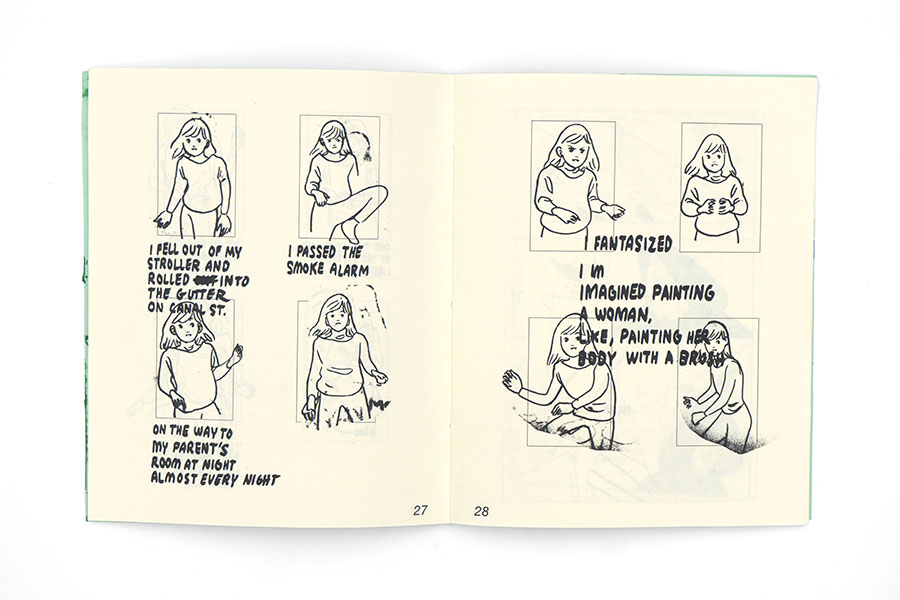 I FELL OUT OF MY
STROLLER AND
ROLLED INTO
THE GUTTER
ON CANAL ST.
I PASSED THE
SMOKE ALARM
ON THE WAY TO
MY PARENT'S
ROOM AT NIGHT
ALMOST EVERY NIGHT
27
I FANTASIZED
I IM
IMAGINED PAINTING
A WOMAN,
LIKE, PAINTING HER
BODY WITH A BRUSH
28